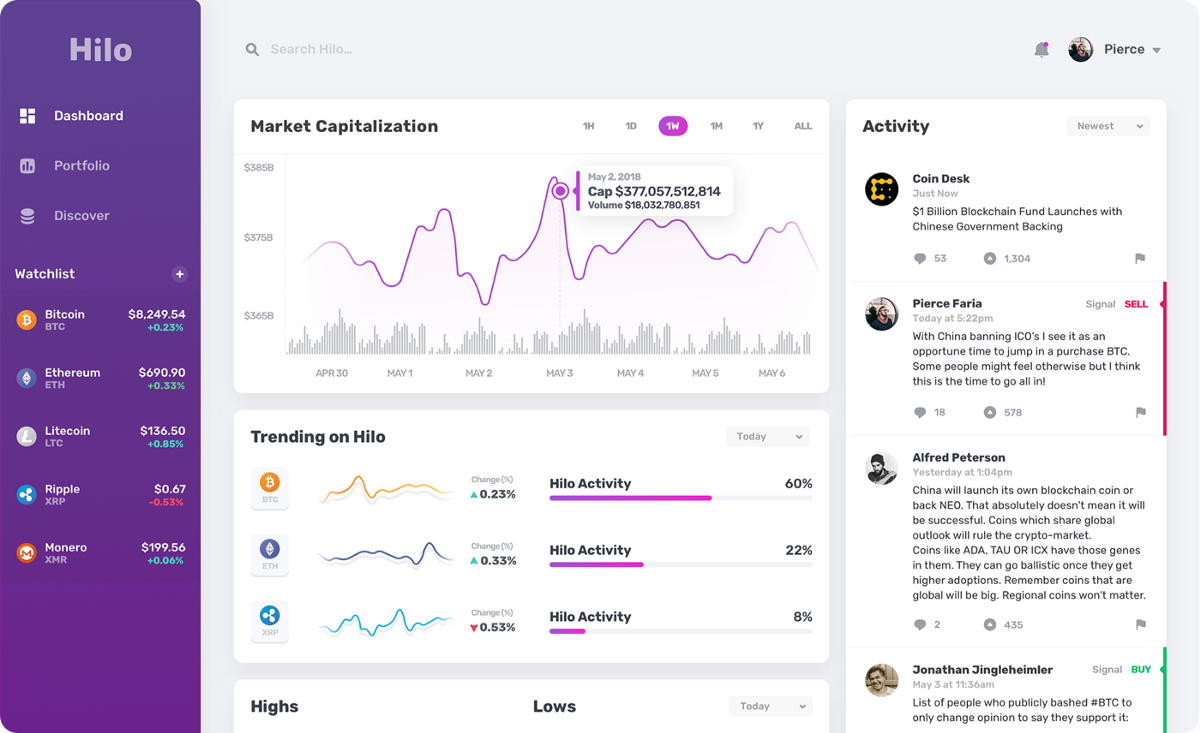 Hilo
Dashboard
Portfolio
Discover
Watchlist
+
Bitcoin $8,249.54
BTC +0.23%
Ethereum $690.90
ETH +0.33%
Litecoin $136.50
LTC +0.85%
Ripple $0.67
XRP -0.53%
Monero $199.56
XMR +0.06%
Search Hilo...
Pierce
Market Capitalization
1H 1D 1W 1M 1Y ALL
$385B
$375B
$365B
May 2, 2018
Cap $377,057,512,814
Volume $18,032,780,851
APR 30 MAY 1 MAY 2 MAY 3 MAY 4 MAY 5 MAY 6
Trending on Hilo
Today
BTC
Change (%)
0.23%
Hilo Activity 60%
ETH
Change (%)
0.33%
Hilo Activity 22%
XRP
Change (%)
0.53%
Hilo Activity 8%
Highs
Lows
Today
Activity
Newest
Coin Desk
Just Now
$1 Billion Blockchain Fund Launches with
Chinese Government Backing
53 1,304
Pierce Faria Signal SELL
Today at 5:22pm
With China banning ICO's I see it as an
opportune time to jump in a purchase BTC.
Some people might feel otherwise but I think
this is the time to go all in!
18 578
Alfred Peterson
Yesterday at 1:04pm
China will launch its own blockchain coin or
back NEO. That absolutely doesn't mean it will
be successful. Coins which share global
outlook will rule the crypto-market.
Coins like ADA, TAU OR ICX have those genes
in them. They can go ballistic once they get
higher adoptions. Remember coins that are
global will be big. Regional coins won't matter.
2 435
Jonathan Jingleheimler Signal BUY
May 3 at 11:36am
List of people who publicly bashed #BTC to
only change opinion to say they support it: